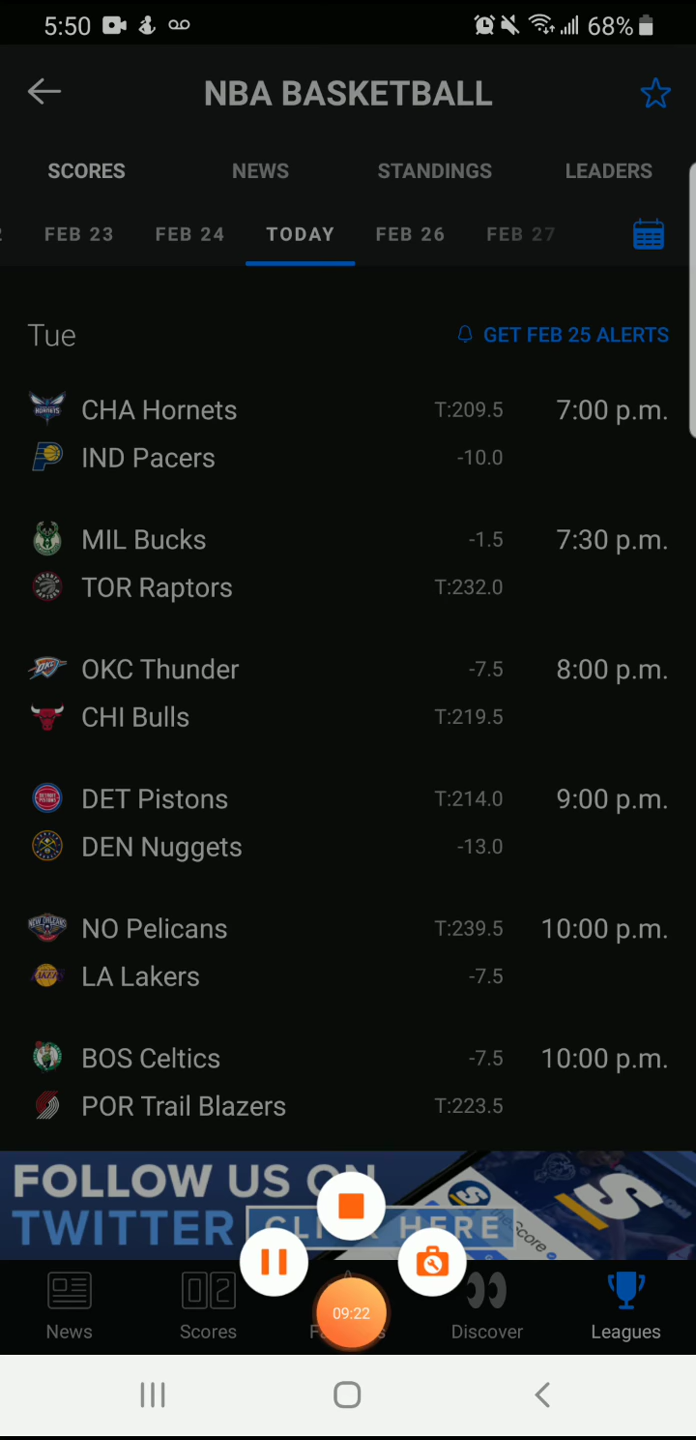 5:50 68%
NBA BASKETBALL
SCORES NEWS STANDINGS LEADERS
FEB 23 FEB 24 TODAY FEB 26 FEB 27
Tue GET FEB 25 ALERTS
CHA Hornets T:209.5 7:00 p.m.
IND Pacers -10.0
MIL Bucks -1.5 7:30 p.m.
TOR Raptors T:232.0
OKC Thunder -7.5 8:00 p.m.
CHI Bulls T:219.5
DET Pistons T:214.0 9:00 p.m.
DEN Nuggets -13.0
NO Pelicans T:239.5 10:00 p.m.
LA Lakers -7.5
BOS Celtics -7.5 10:00 p.m.
POR Trail Blazers T:223.5
FOLLOW US ON
TWITTER CLICK HERE
09:22
News Scores Discover Leagues